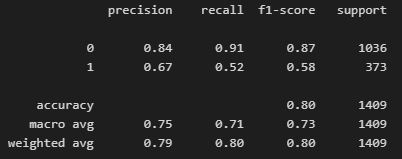 precision recall f1-score support
0 0.84 0.91 0.87 1036
1 0.67 0.52 0.58 373
accuracy 0.80 1409
macro avg 0.75 0.71 0.73 1409
weighted avg 0.79 0.80 0.80 1409